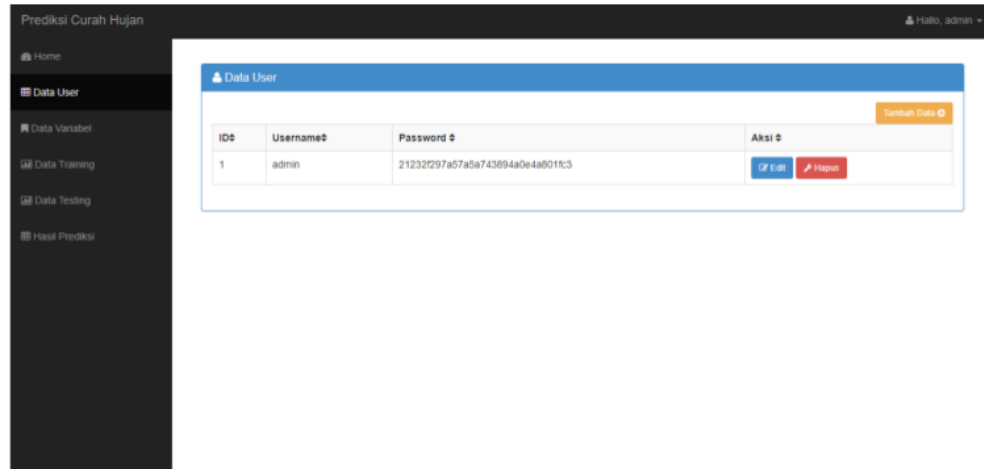 Prediksi Curah Hujan
Hallo, admin
Home
Data User
Data Variabel
Data Training
Data Testing
Hasil Prediksi
Data User
Tambah Data
ID Username Password Aksi
1 admin 21232f297a57a5a743894a0e4a801fc3 Edit Hapus